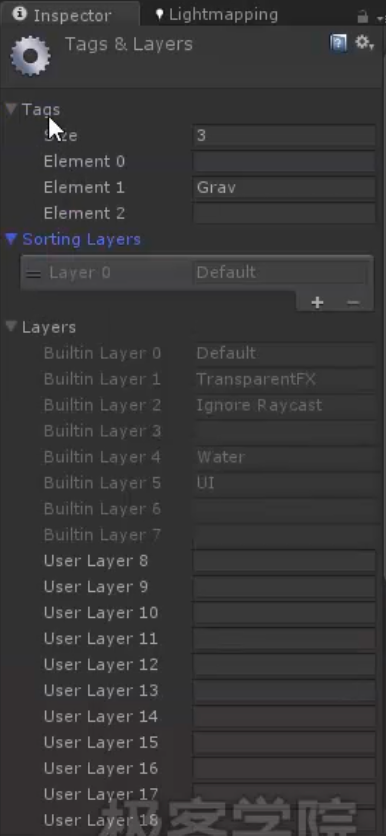 Inspector
Lightmapping
Tags & Layers
Tags
Size 3
Element 0
Element 1 Grav
Element 2
Sorting Layers
Layer 0 Default
Layers
Builtin Layer 0 Default
Builtin Layer 1 TransparentFX
Builtin Layer 2 Ignore Raycast
Builtin Layer 3
Builtin Layer 4 Water
Builtin Layer 5 UI
Builtin Layer 6
Builtin Layer 7
User Layer 8
User Layer 9
User Layer 10
User Layer 11
User Layer 12
User Layer 13
User Layer 14
User Layer 15
User Layer 16
User Layer 17
User Layer 18
极客学院